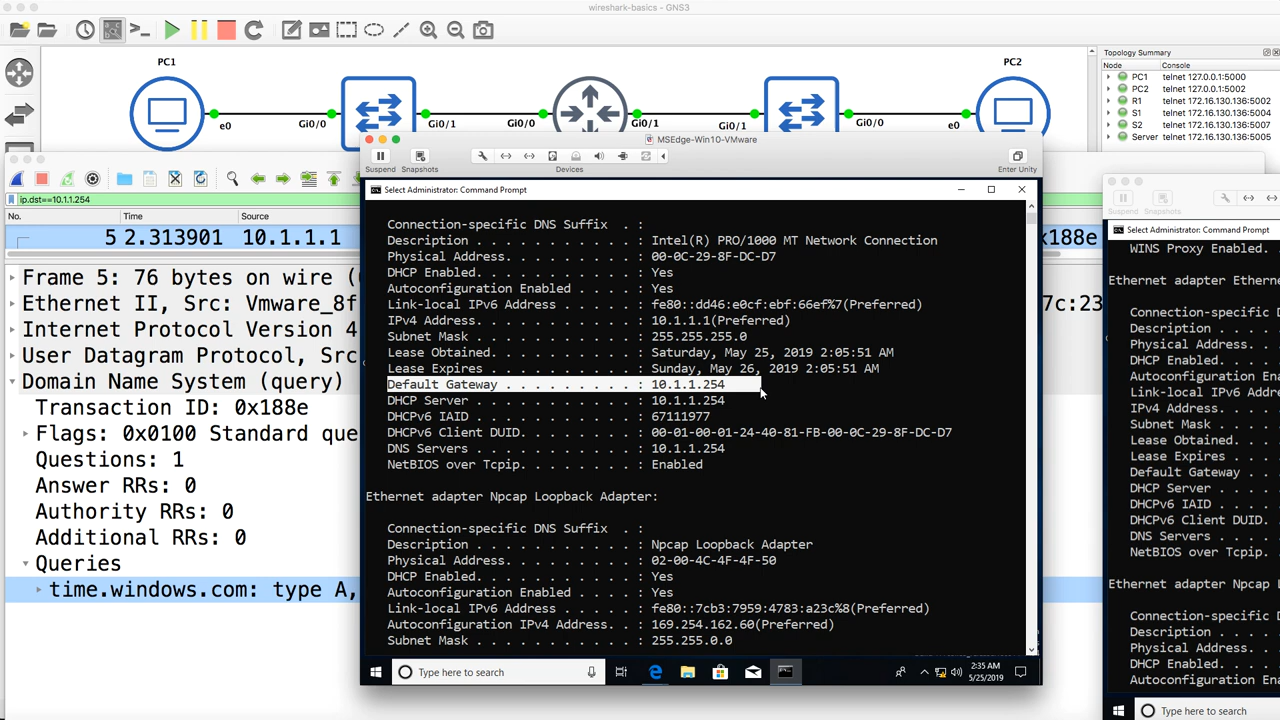 wireshark-basics - GNS3
PC1
PC2
e0
Gi0/0
Gi0/1
Gi0/0
Gi0/1
Gi0/1
Gi0/0
e0
Topology Summary
Node Console
PC1 telnet 127.0.0.1:5000
PC2 telnet 127.0.0.1:5002
R1 telnet 172.16.130.136:5002
S1 telnet 172.16.130.136:5004
S2 telnet 172.16.130.136:5007
Server telnet 172.16.130.136:5005
ip.dst==10.1.1.254
No. Time Source
5 2.313901 10.1.1.1
x188e
Frame 5: 76 bytes on wire (
Ethernet II, Src: Vmware_8f
7c:23
Internet Protocol Version 4
User Datagram Protocol, Src
Domain Name System (query)
Transaction ID: 0x188e
Flags: 0x0100 Standard que
Questions: 1
Answer RRs: 0
Authority RRs: 0
Additional RRs: 0
Queries
time.windows.com: type A,
MSEdge-Win10-VMware
Suspend Snapshots Devices Enter Unity
Select Administrator: Command Prompt
Connection-specific DNS Suffix . :
Description . . . . . . . . . . . : Intel(R) PRO/1000 MT Network Connection
Physical Address. . . . . . . . . : 00-0C-29-8F-DC-D7
DHCP Enabled. . . . . . . . . . . : Yes
Autoconfiguration Enabled . . . . : Yes
Link-local IPv6 Address . . . . . : fe80::dd46:e0cf:ebf:66ef%7(Preferred)
IPv4 Address. . . . . . . . . . . : 10.1.1.1(Preferred)
Subnet Mask . . . . . . . . . . . : 255.255.255.0
Lease Obtained. . . . . . . . . . : Saturday, May 25, 2019 2:05:51 AM
Lease Expires . . . . . . . . . . : Sunday, May 26, 2019 2:05:51 AM
Default Gateway . . . . . . . . . : 10.1.1.254
DHCP Server . . . . . . . . . . . : 10.1.1.254
DHCPv6 IAID . . . . . . . . . . . : 67111977
DHCPv6 Client DUID. . . . . . . . : 00-01-00-01-24-40-81-FB-00-0C-29-8F-DC-D7
DNS Servers . . . . . . . . . . . : 10.1.1.254
NetBIOS over Tcpip. . . . . . . . : Enabled
Ethernet adapter Npcap Loopback Adapter:
Connection-specific DNS Suffix . :
Description . . . . . . . . . . . : Npcap Loopback Adapter
Physical Address. . . . . . . . . : 02-00-4C-4F-4F-50
DHCP Enabled. . . . . . . . . . . : Yes
Autoconfiguration Enabled . . . . : Yes
Link-local IPv6 Address . . . . . : fe80::7cb3:7959:4783:a23c%8(Preferred)
Autoconfiguration IPv4 Address. . : 169.254.162.60(Preferred)
Subnet Mask . . . . . . . . . . . : 255.255.0.0
Type here to search
2:35 AM
5/25/2019
Suspend Snapshots
Select Administrator: Command Prompt
WINS Proxy Enabled.
Ethernet adapter Etherne
Connection-specific D
Description . . . .
Physical Address. . .
DHCP Enabled. . . . .
Autoconfiguration Ena
Link-local IPv6 Addre
IPv4 Address. . . . .
Subnet Mask . . . . .
Lease Obtained. . . .
Lease Expires . . . .
Default Gateway . . .
DHCP Server . . . . .
DHCPv6 IAID . . . . .
DHCPv6 Client DUID. .
DNS Servers . . . . .
NetBIOS over Tcpip. .
Ethernet adapter Npcap L
Connection-specific D
Description . . . . .
Physical Address. . .
DHCP Enabled. . . . .
Autoconfiguration Ena
Type here to search